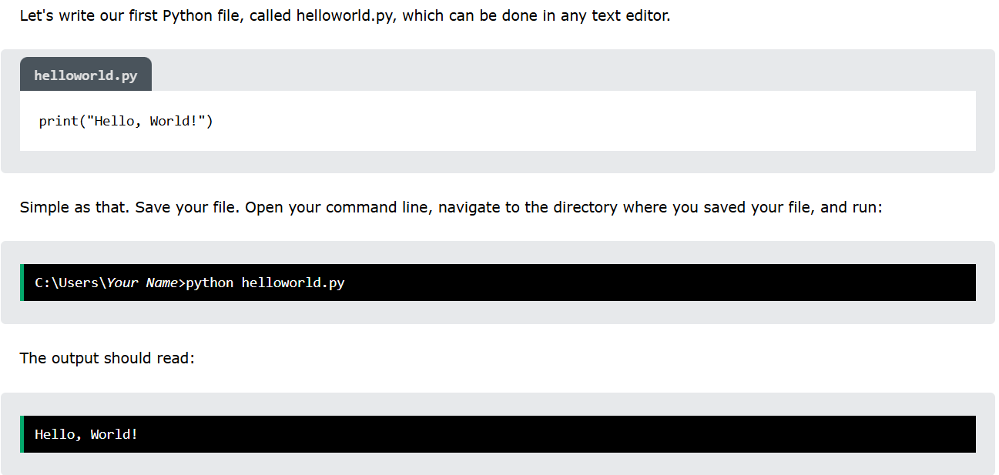 Let's write our first Python file, called helloworld.py, which can be done in any text editor.
helloworld.py
print("Hello, World!")
Simple as that. Save your file. Open your command line, navigate to the directory where you saved your file, and run:
C:\Users\Your Name>python helloworld.py
The output should read:
Hello, World!